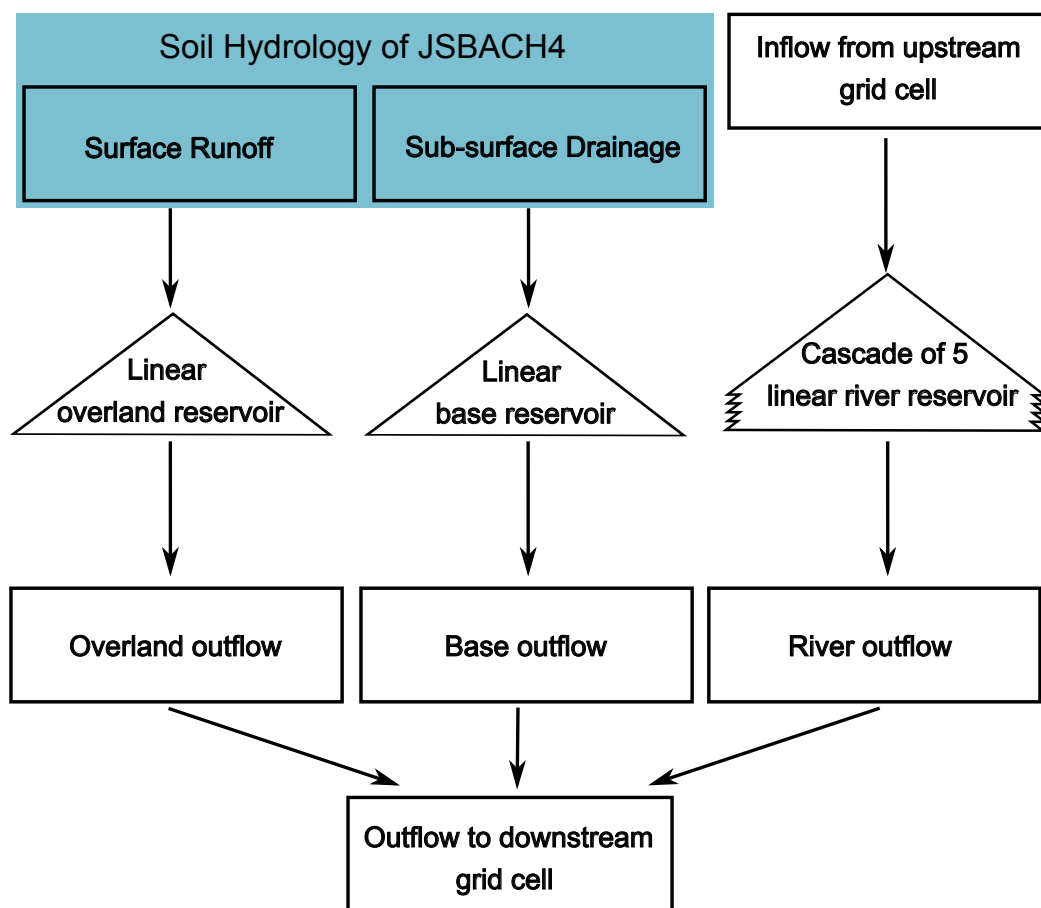 Soil Hydrology of JSBACH4
Surface Runoff
Sub-surface Drainage
Inflow from upstream
grid cell
Linear
overland reservoir
Linear
base reservoir
Cascade of 5
linear river reservoir
Overland outflow
Base outflow
River outflow
Outflow to downstream
grid cell